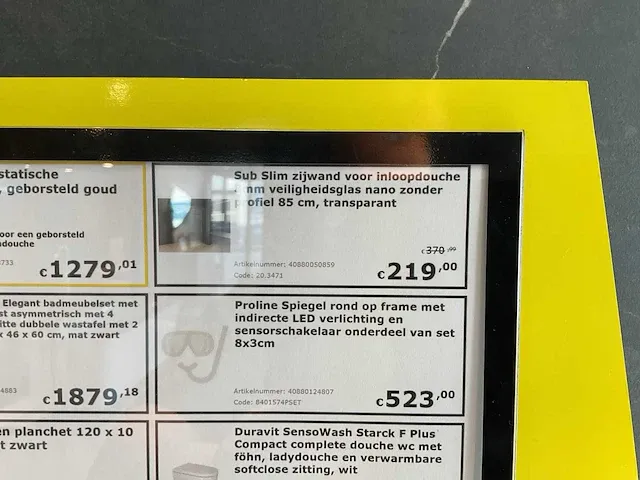 statische
, geborsteld goud
oor een geborsteld
douche
733
€1279,01
Sub Slim zijwand voor inloopdouche
mm veiligheidsglas nano zonder
profiel 85 cm, transparant
€370,99
Artikelnummer: 40880050859
Code: 20.3471
€219,00
Elegant badmeubelset met
st asymmetrisch met 4
itte dubbele wastafel met 2
x 46 x 60 cm, mat zwart
4883
€1879,18
Proline Spiegel rond op frame met
indirecte LED verlichting en
sensorschakelaar onderdeel van set
8x3cm
Artikelnummer: 40880124807
Code: 8401574PSET
€523,00
en planchet 120 x 10
t zwart
Duravit SensoWash Starck F Plus
Compact complete douche wc met
föhn, ladydouche en verwarmbare
softclose zitting, wit